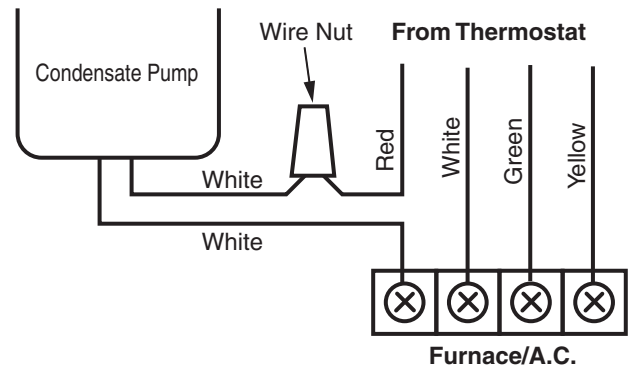 Wire Nut
From Thermostat
Condensate Pump
Red
White
Green
Yellow
White
White
Furnace/A.C.